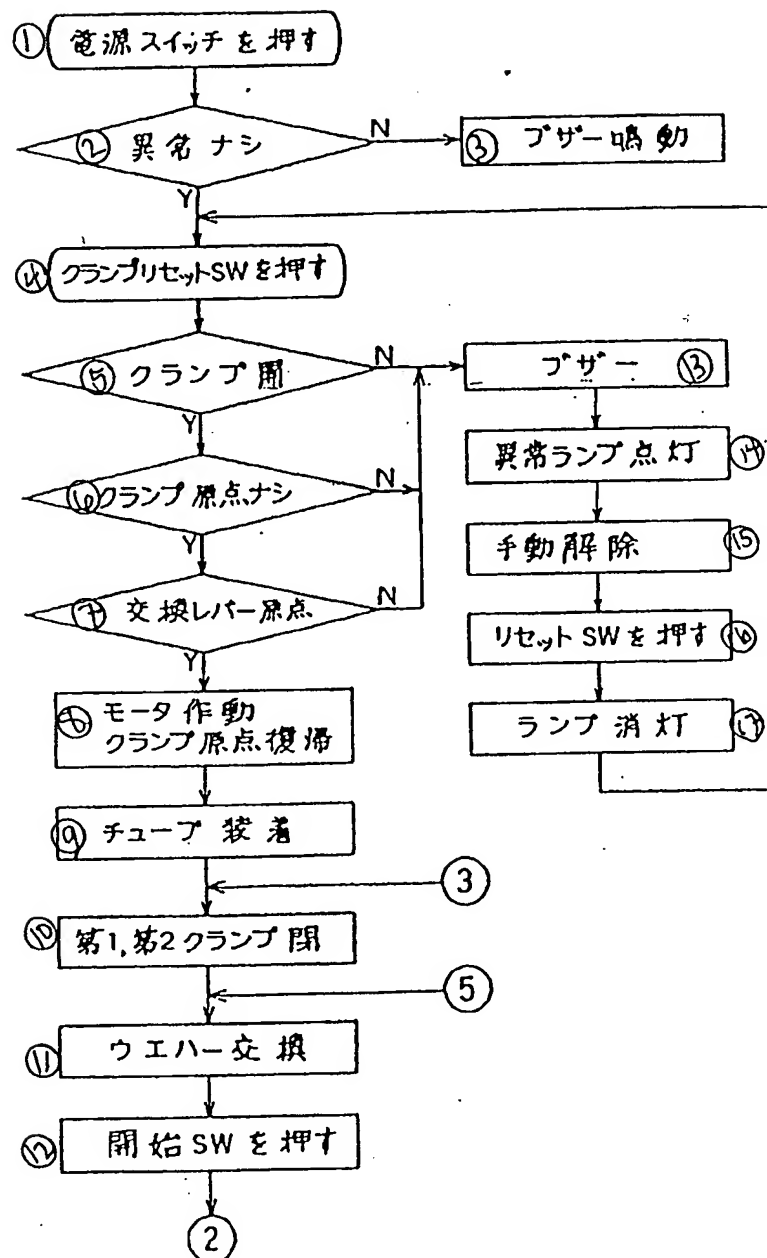 ① 電源スイッチを押す
② 異常ナシ
N
③ ブザー鳴動
Y
④ クランプリセットSWを押す
⑤ クランプ開
N
ブザー ⑬
Y
異常ランプ点灯 ⑭
⑥ クランプ原点ナシ
N
Y
手動解除 ⑮
⑦ 交換レバー原点
N
リセットSWを押す ⑯
Y
⑧ モータ作動
クランプ原点復帰
ランプ消灯 ⑰
⑨ チューブ装着
③
⑩ 第1,第2クランプ閉
⑤
⑪ ウエハー交換
⑫ 開始SWを押す
②